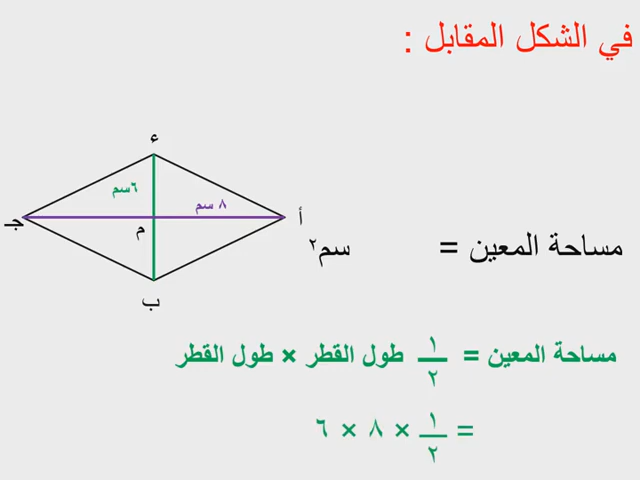 في الشكل المقابل :
ء
٦سم
٨ سم
أ
م
جـ
ب
مساحة المعين = سم٢
مساحة المعين = ١/٢ طول القطر × طول القطر
= ١/٢ × ٨ × ٦